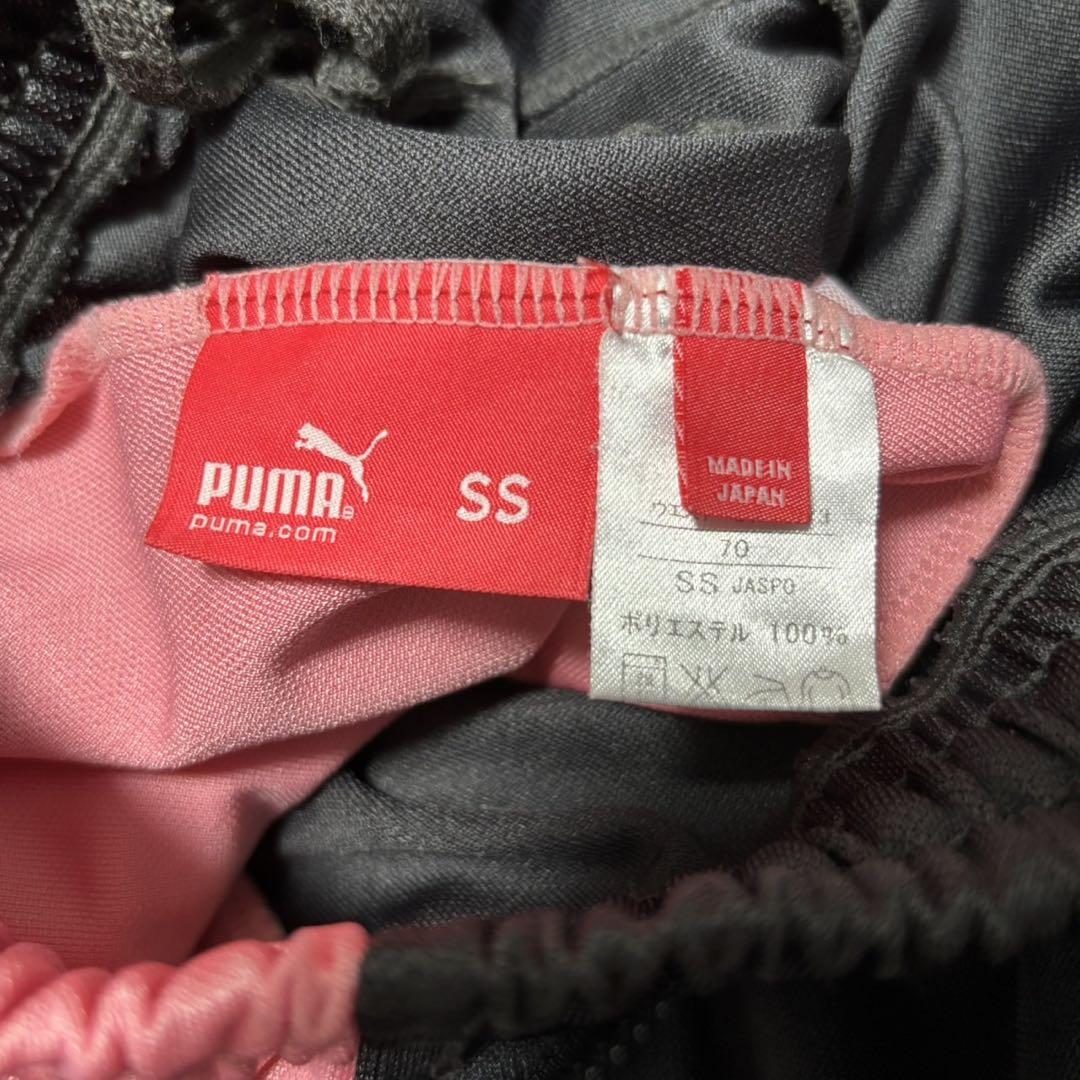 PUMA
puma.com
SS
MADE IN
JAPAN
70
SS JASPO
ポリエステル 100%